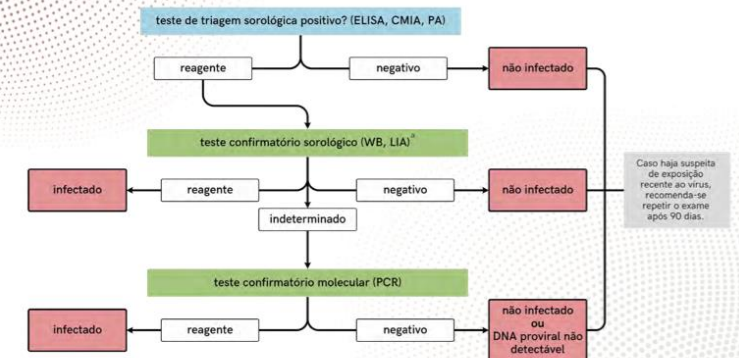 teste de triagem sorológica positivo? (ELISA, CMIA, PA)
reagente
negativo
não infectado
teste confirmatório sorológico (WB, LIA)ª
infectado
reagente
negativo
não infectado
indeterminado
Caso haja suspeita
de exposição
recente ao vírus,
recomenda-se
repetir o exame
após 90 dias.
teste confirmatório molecular (PCR)
infectado
reagente
negativo
não infectado
ou
DNA proviral não
detectável